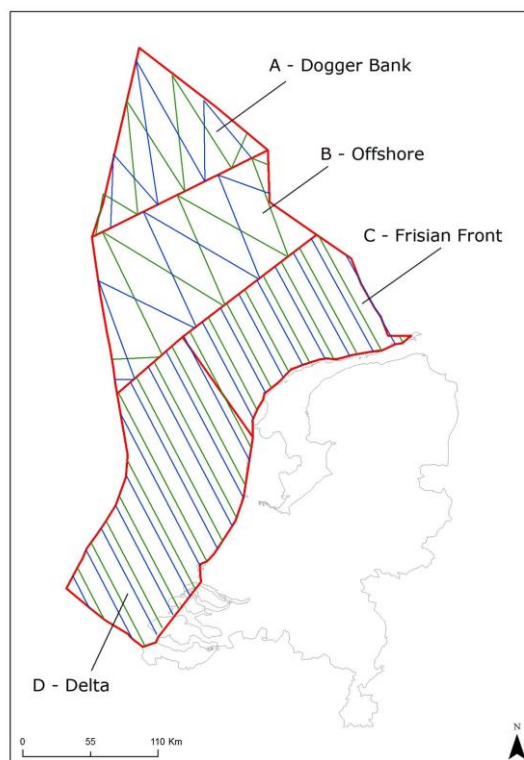 A - Dogger Bank
B - Offshore
C - Frisian Front
D - Delta
0 55 110 Km
N